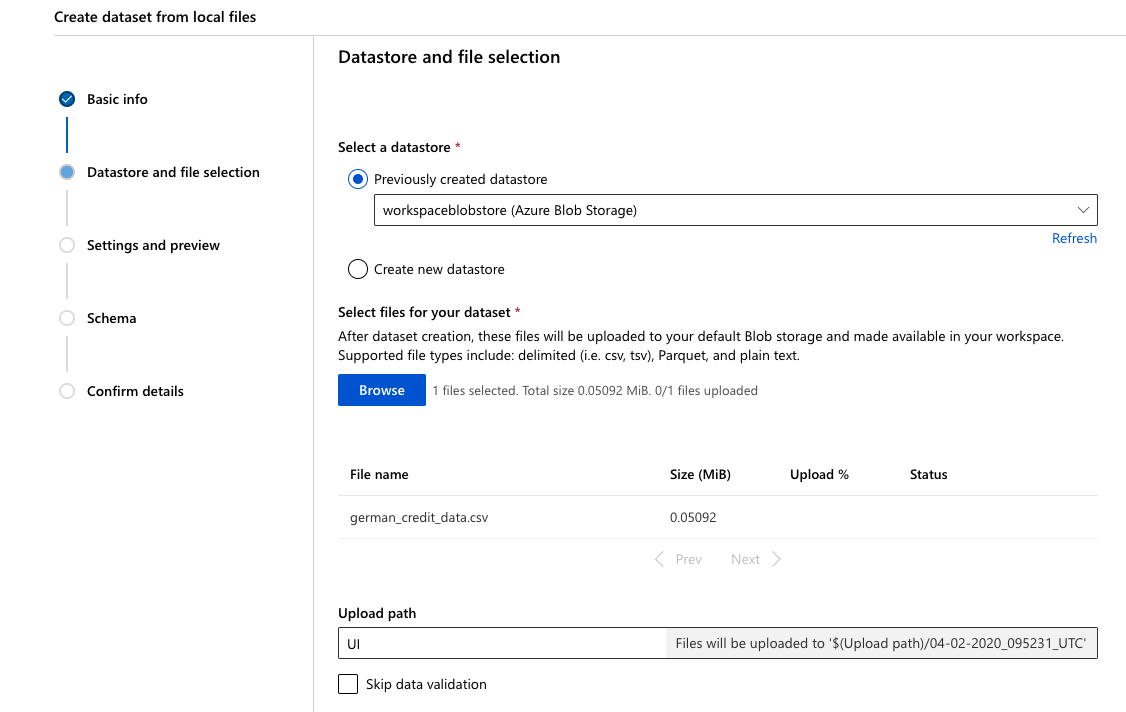 Create dataset from local files
Basic info
Datastore and file selection
Settings and preview
Schema
Confirm details
Datastore and file selection
Select a datastore *
Previously created datastore
workspaceblobstore (Azure Blob Storage)
Refresh
Create new datastore
Select files for your dataset *
After dataset creation, these files will be uploaded to your default Blob storage and made available in your workspace.
Supported file types include: delimited (i.e. csv, tsv), Parquet, and plain text.
Browse 1 files selected. Total size 0.05092 MiB. 0/1 files uploaded
File name Size (MiB) Upload % Status
german_credit_data.csv 0.05092
Prev Next
Upload path
UI Files will be uploaded to '$(Upload path)/04-02-2020_095231_UTC'
Skip data validation